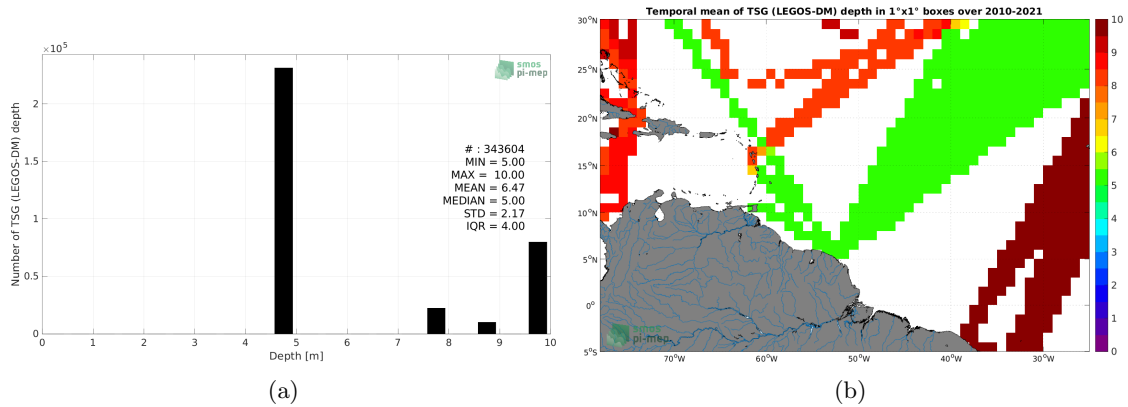 ×10⁵
2
1.5
1
0.5
0
Number of TSG (LEGOS-DM) depth
smos
pi-mep
# : 343604
MIN = 5.00
MAX = 10.00
MEAN = 6.47
MEDIAN = 5.00
STD = 2.17
IQR = 4.00
0 1 2 3 4 5 6 7 8 9 10
Depth [m]
(a)
Temporal mean of TSG (LEGOS-DM) depth in 1°x1° boxes over 2010-2021
30°N
25°N
20°N
15°N
10°N
5°N
0°
5°S
smos
pi-mep
70°W 60°W 50°W 40°W 30°W
10
9
8
7
6
5
4
3
2
1
0
(b)